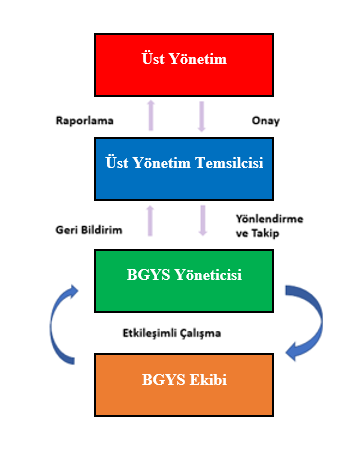 Üst Yönetim
Raporlama
Onay
Üst Yönetim Temsilcisi
Geri Bildirim
Yönlendirme
ve Takip
BGYS Yöneticisi
Etkileşimli Çalışma
BGYS Ekibi